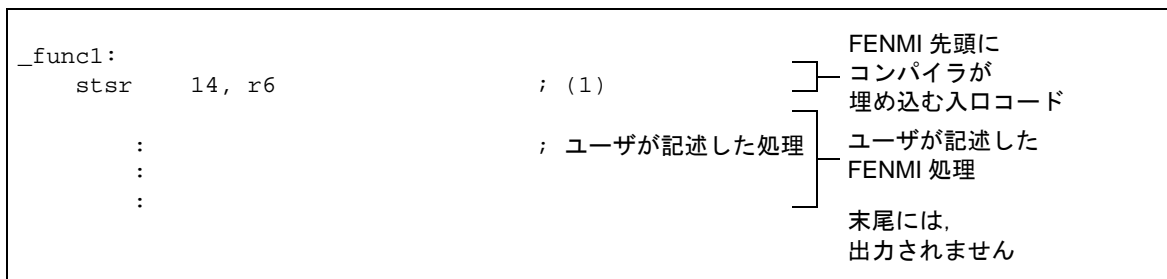 _func1:
stsr 14, r6 ; (1)
FENMI 先頭に
コンパイラが
埋め込む入口コード
: ; ユーザが記述した処理
:
:
ユーザが記述した
FENMI 処理
末尾には,
出力されません